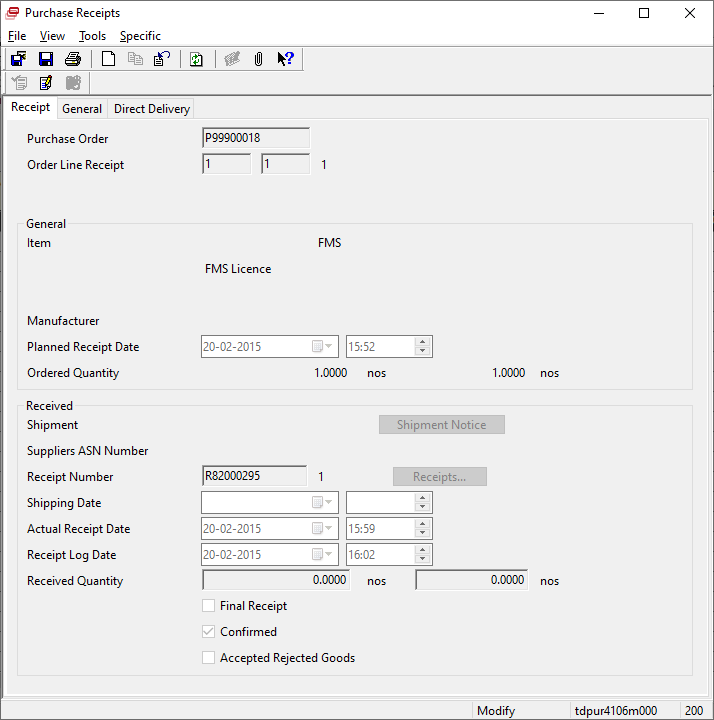 Purchase Receipts
File View Tools Specific
Receipt General Direct Delivery
Purchase Order P99900018
Order Line Receipt 1 1 1
General
Item FMS
FMS Licence
Manufacturer
Planned Receipt Date 20-02-2015 15:52
Ordered Quantity 1.0000 nos 1.0000 nos
Received
Shipment Shipment Notice
Suppliers ASN Number
Receipt Number R82000295 1 Receipts...
Shipping Date
Actual Receipt Date 20-02-2015 15:59
Receipt Log Date 20-02-2015 16:02
Received Quantity 0.0000 nos 0.0000 nos
Final Receipt
Confirmed
Accepted Rejected Goods
Modify tdpur4106m000 200